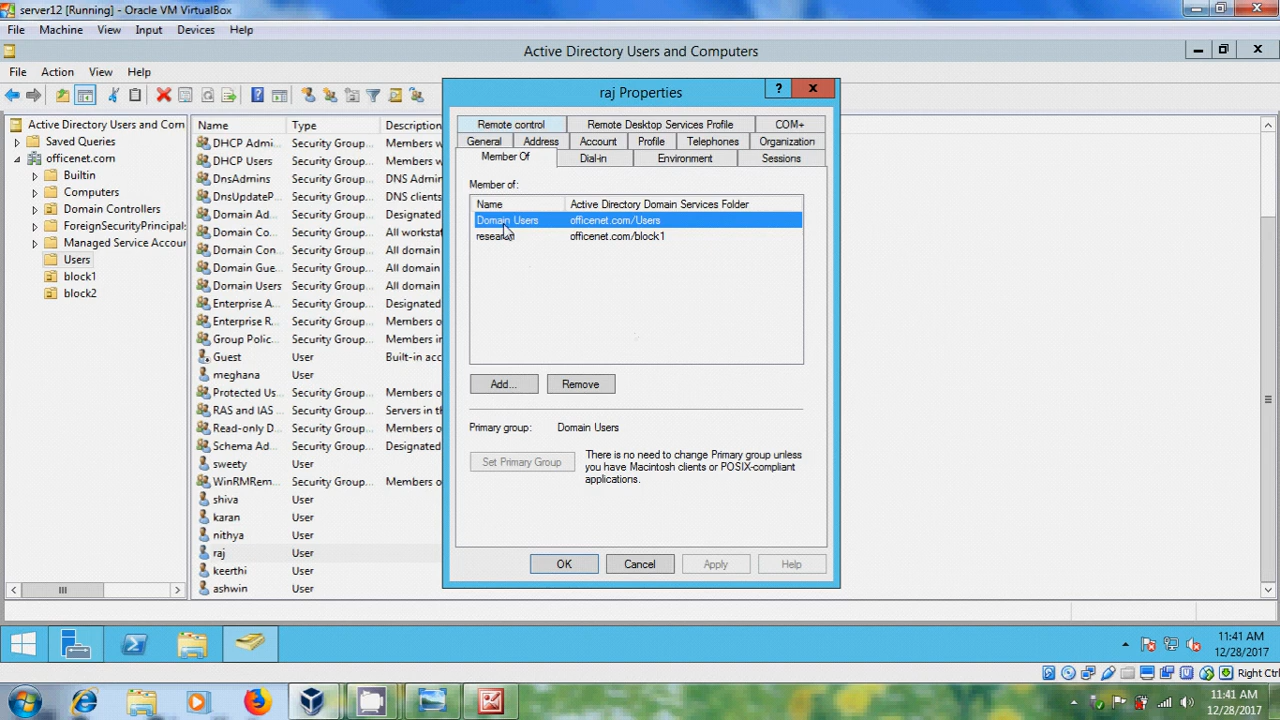 server12 [Running] - Oracle VM VirtualBox
File Machine View Input Devices Help
Active Directory Users and Computers
File Action View Help
Active Directory Users and Com
Saved Queries
officenet.com
Builtin
Computers
Domain Controllers
ForeignSecurityPrincipal:
Managed Service Accour
Users
block1
block2
Name Type Description
DHCP Admi... Security Group... Members w
DHCP Users Security Group... Members w
DnsAdmins Security Group... DNS Admini
DnsUpdateP... Security Group... DNS clients
Domain Ad... Security Group... Designated
Domain Co... Security Group... All workstat
Domain Con... Security Group... All domain
Domain Gue... Security Group... All domain
Domain Users Security Group... All domain
Enterprise A... Security Group... Designated
Enterprise R... Security Group... Members o
Group Polic... Security Group... Members in
Guest User Built-in acc
meghana User
Protected Us... Security Group... Members o
RAS and IAS ... Security Group... Servers in th
Read-only D... Security Group... Members o
Schema Ad... Security Group... Designated
sweety User
WinRMRem... Security Group... Members o
shiva User
karan User
nithya User
raj User
keerthi User
ashwin User
raj Properties
? X
Remote control Remote Desktop Services Profile COM+
General Address Account Profile Telephones Organization
Member Of Dial-in Environment Sessions
Member of:
Name Active Directory Domain Services Folder
Domain Users officenet.com/Users
research officenet.com/block1
Add... Remove
Primary group: Domain Users
Set Primary Group
There is no need to change Primary group unless
you have Macintosh clients or POSIX-compliant
applications.
OK Cancel Apply Help
11:41 AM
12/28/2017
Right Ctrl
11:41 AM
12/28/2017